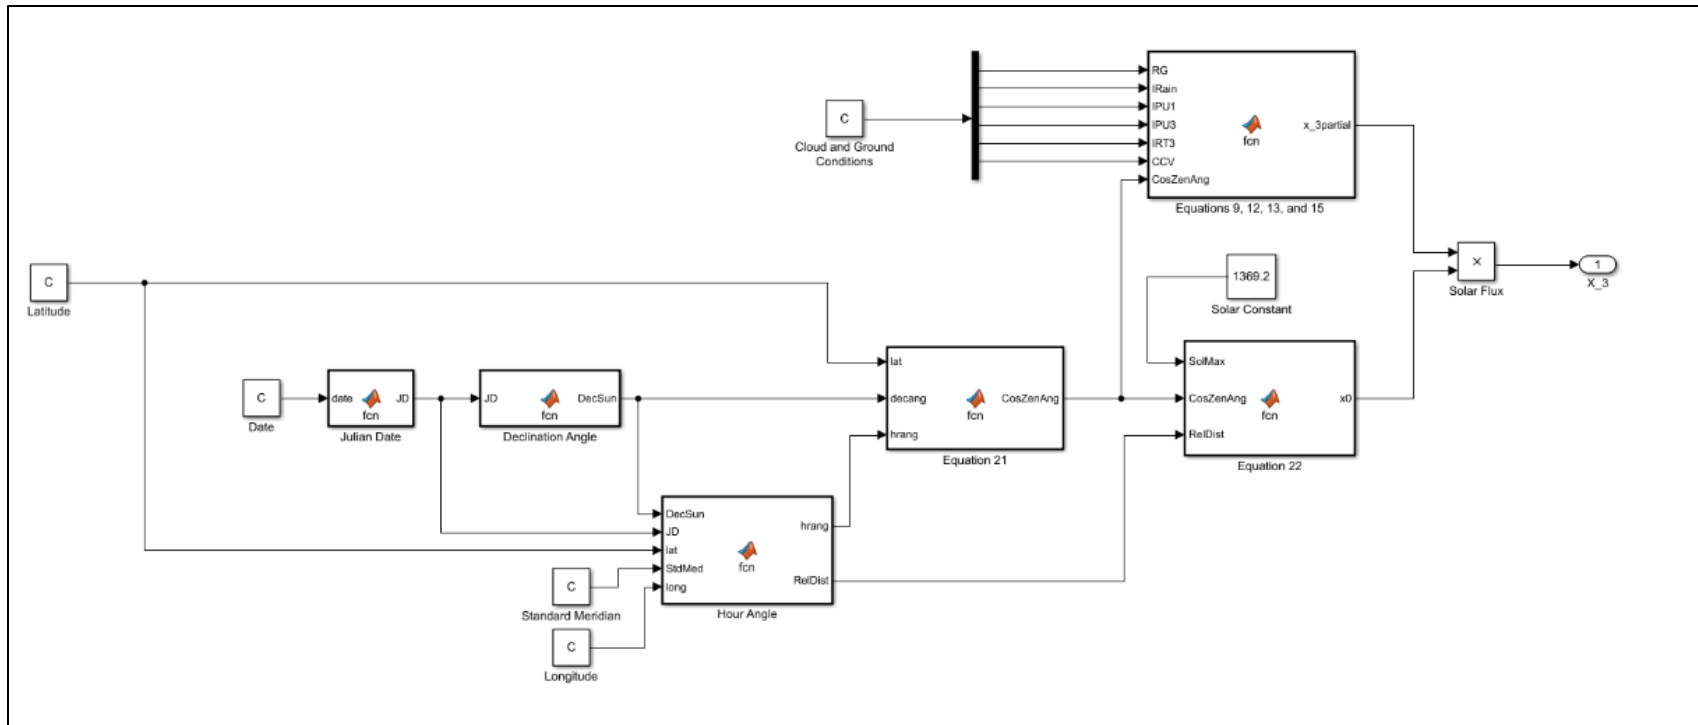 C
Cloud and Ground
Conditions
RG
IRain
IPU1
IPU3
IRT3
CCV
CosZenAng
fcn
x_3partial
Equations 9, 12, 13, and 15
C
Latitude
1369.2
Solar Constant
×
Solar Flux
1
X_3
C
Date
date
fcn
JD
Julian Date
JD
fcn
DecSun
Declination Angle
lat
decang
hrang
fcn
CosZenAng
Equation 21
SolMax
CosZenAng
RelDist
fcn
x0
Equation 22
DecSun
JD
lat
StdMed
long
fcn
hrang
RelDist
Hour Angle
C
Standard Meridian
C
Longitude